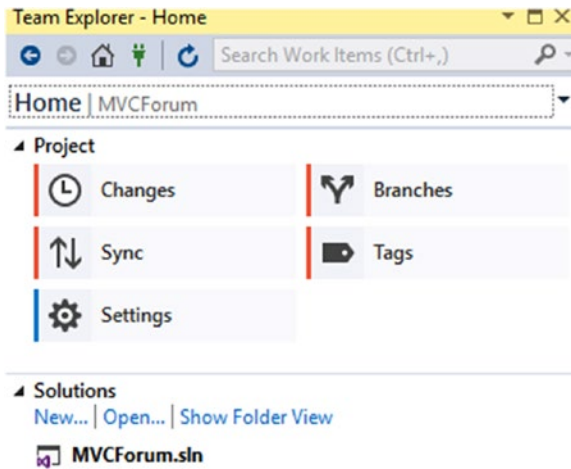 Team Explorer - Home
Search Work Items (Ctrl+,)
Home | MVCForum
Project
Changes
Branches
Sync
Tags
Settings
Solutions
New... | Open... | Show Folder View
MVCForum.sln